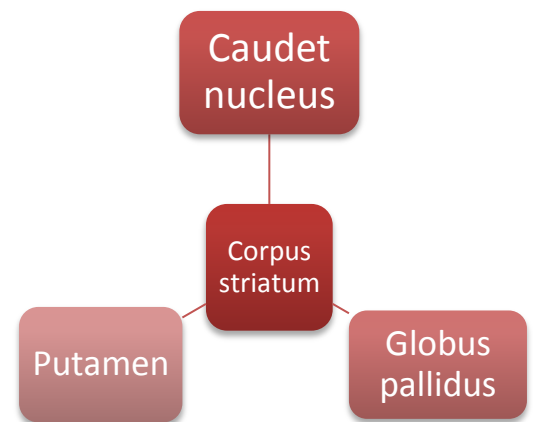 Caudet
nucleus
Corpus
striatum
Putamen
Globus
pallidus